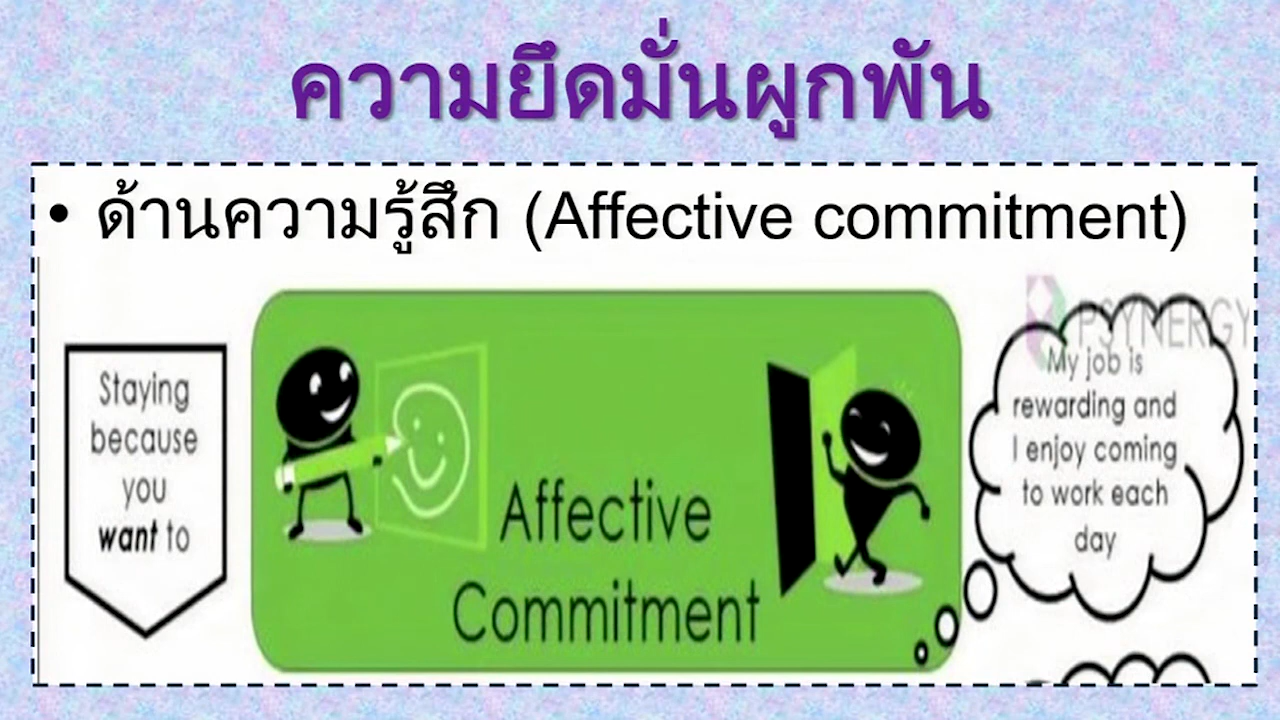 ความยึดมั่นผูกพัน
• ด้านความรู้สึก (Affective commitment)
Staying
because
you
want to
Affective
Commitment
PSYNERGY
My job is
rewarding and
I enjoy coming
to work each
day